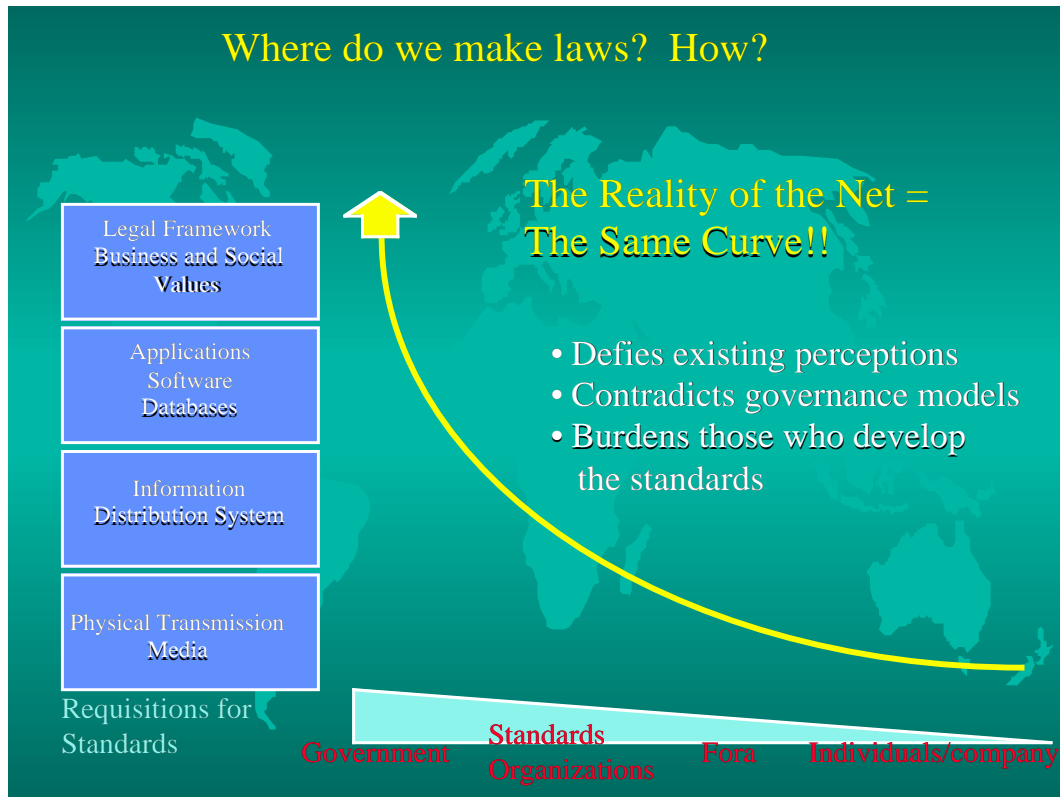 Where do we make laws?  How?
The Reality of the Net =
The Same Curve!!
• Defies existing perceptions
• Contradicts governance models
• Burdens those who develop
the standards
Legal Framework
Business and Social
Values
Applications
Software
Databases
Information
Distribution System
Physical Transmission
Media
Requisitions for
Standards
Government
Standards
Organizations
Fora
Individuals/company